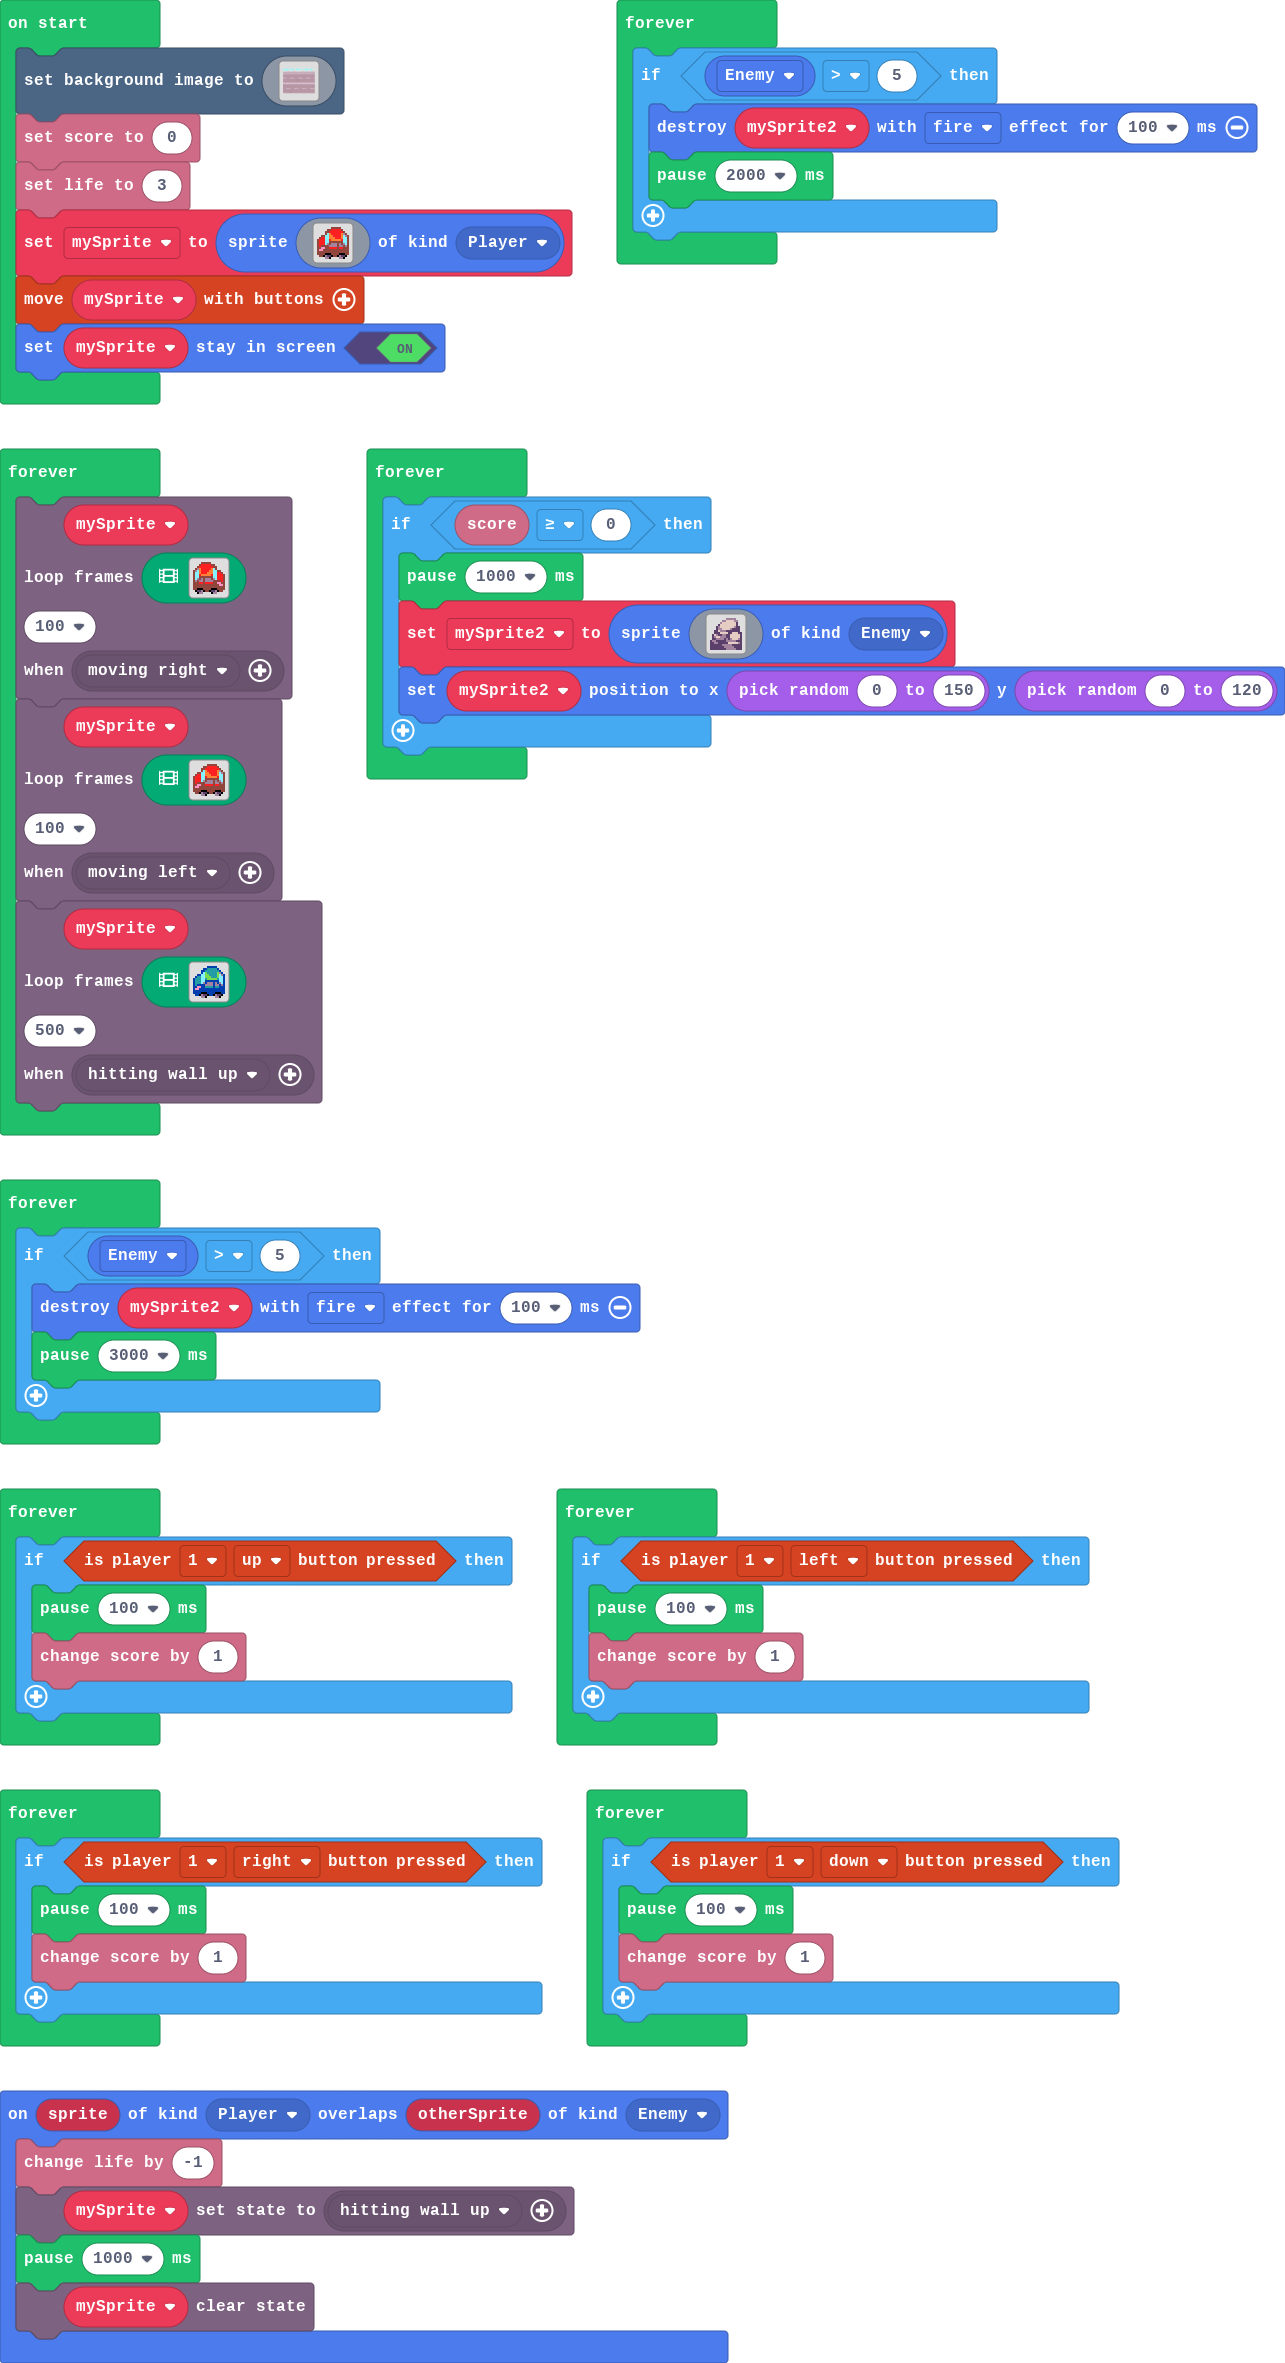 on start
set background image to
set score to 0
set life to 3
set mySprite to sprite of kind Player
move mySprite with buttons
set mySprite stay in screen ON
forever
if Enemy > 5 then
destroy mySprite2 with fire effect for 100 ms
pause 2000 ms
forever
mySprite
loop frames
100
when moving right
mySprite
loop frames
100
when moving left
mySprite
loop frames
500
when hitting wall up
forever
if score ≥ 0 then
pause 1000 ms
set mySprite2 to sprite of kind Enemy
set mySprite2 position to x pick random 0 to 150 y pick random 0 to 120
forever
if Enemy > 5 then
destroy mySprite2 with fire effect for 100 ms
pause 3000 ms
forever
if is player 1 up button pressed then
pause 100 ms
change score by 1
forever
if is player 1 left button pressed then
pause 100 ms
change score by 1
forever
if is player 1 right button pressed then
pause 100 ms
change score by 1
forever
if is player 1 down button pressed then
pause 100 ms
change score by 1
on sprite of kind Player overlaps otherSprite of kind Enemy
change life by -1
mySprite set state to hitting wall up
pause 1000 ms
mySprite clear state